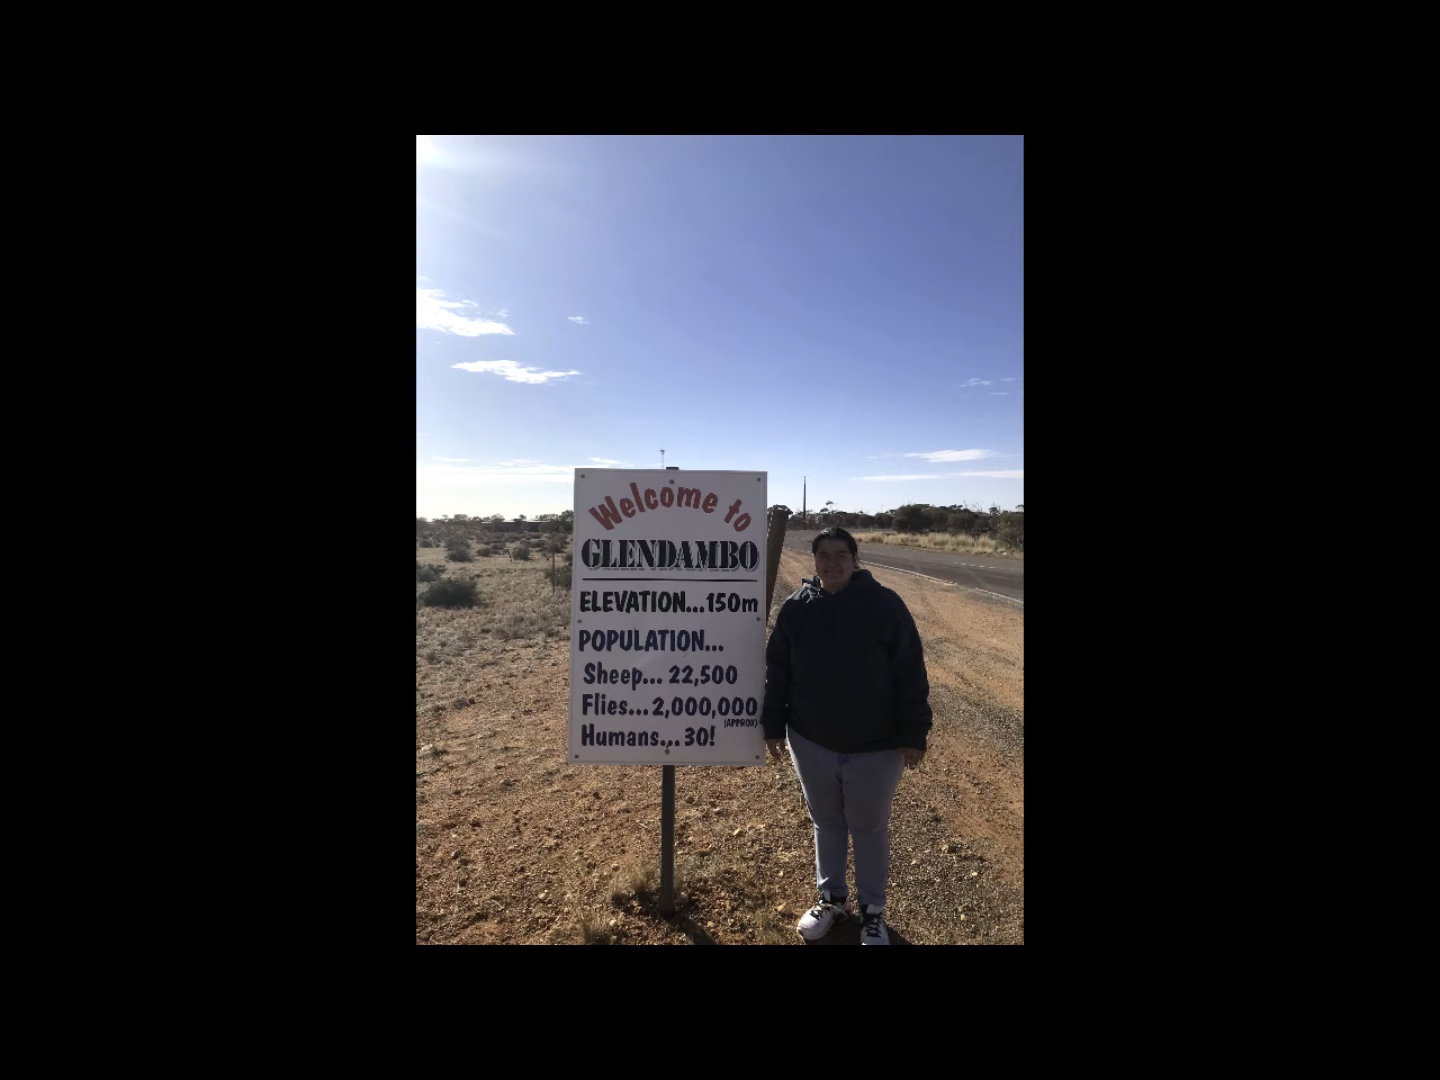 Welcome to
GLENDAMBO
ELEVATION...150m
POPULATION...
Sheep... 22,500
Flies...2,000,000
(APPROX)
Humans...30!